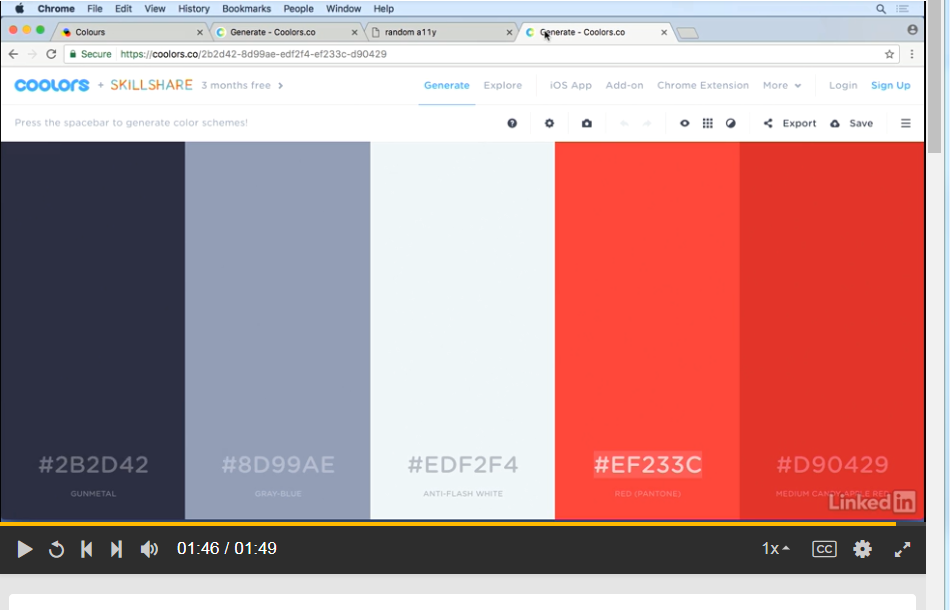 Chrome File Edit View History Bookmarks People Window Help
Colours Generate - Coolors.co random a11y Generate - Coolors.co
Secure https://coolors.co/2b2d42-8d99ae-edf2f4-ef233c-d90429
coolors + SKILLSHARE 3 months free Generate Explore iOS App Add-on Chrome Extension More Login Sign Up
Press the spacebar to generate color schemes! Export Save
#2B2D42 #8D99AE #EDF2F4 #EF233C #D90429
GUNMETAL GRAY-BLUE ANTI-FLASH WHITE RED (PANTONE) MEDIUM CANDY APPLE RED
LinkedIn
01:46 / 01:49 1x CC